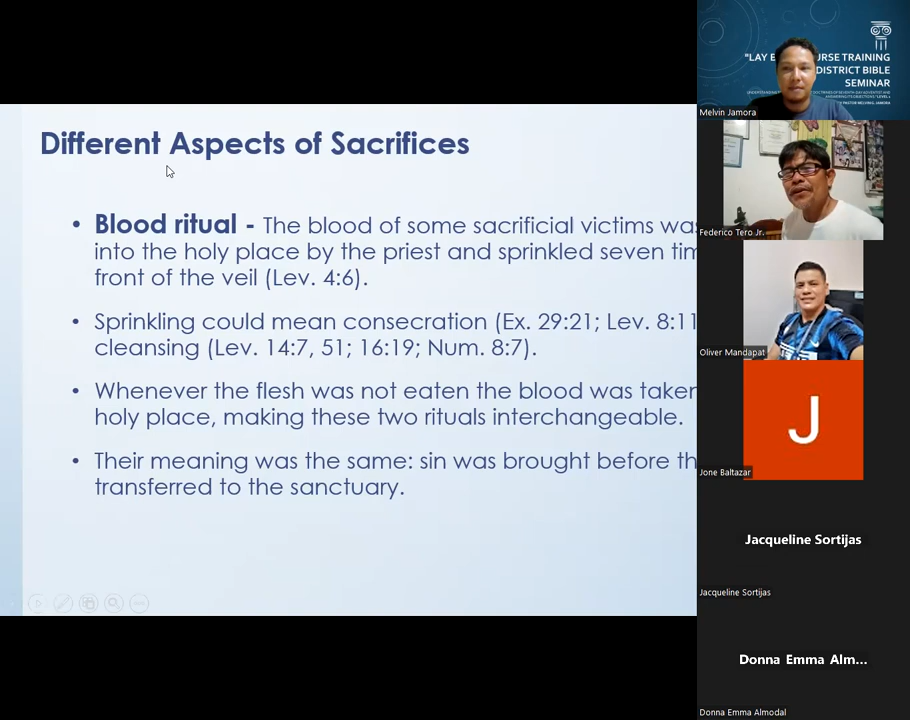 Different Aspects of Sacrifices
• Blood ritual - The blood of some sacrificial victims was
into the holy place by the priest and sprinkled seven tim
front of the veil (Lev. 4:6).
• Sprinkling could mean consecration (Ex. 29:21; Lev. 8:11
cleansing (Lev. 14:7, 51; 16:19; Num. 8:7).
• Whenever the flesh was not eaten the blood was taken
holy place, making these two rituals interchangeable.
• Their meaning was the same: sin was brought before th
transferred to the sanctuary.
"LAY E URSE TRAINING
DISTRICT BIBLE
SEMINAR
Melvin Jamora
Federico Tero Jr.
Oliver Mandapat
J
Jone Baltazar
Jacqueline Sortijas
Jacqueline Sortijas
Donna Emma Alm...
Donna Emma Almodal